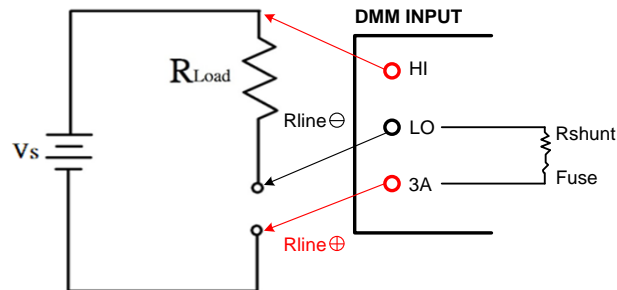 DMM INPUT
HI
RLoad
Rline⊖
LO
Rshunt
Vs
3A
Fuse
Rline⊕